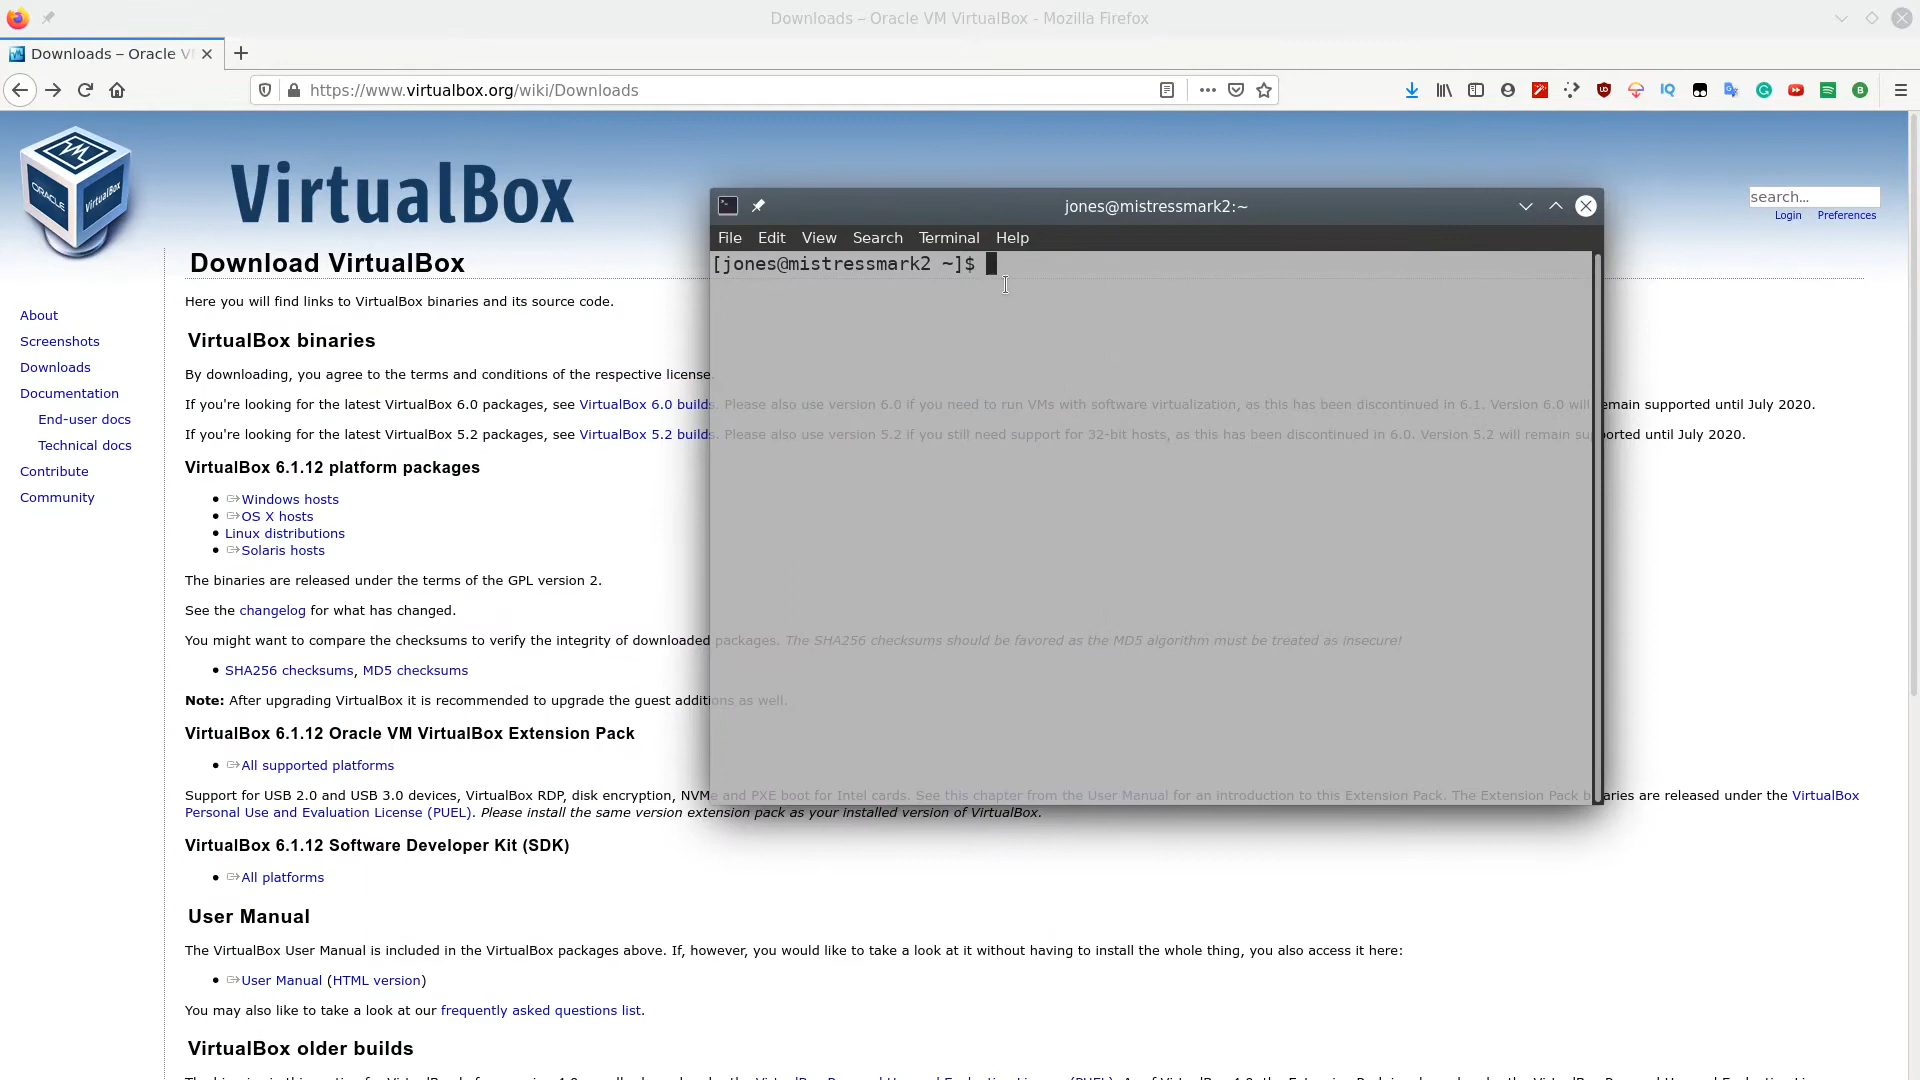 Downloads – Oracle VM VirtualBox - Mozilla Firefox
Downloads – Oracle V
https://www.virtualbox.org/wiki/Downloads
VirtualBox
search...
Login Preferences
About
Screenshots
Downloads
Documentation
End-user docs
Technical docs
Contribute
Community
Download VirtualBox
Here you will find links to VirtualBox binaries and its source code.
VirtualBox binaries
By downloading, you agree to the terms and conditions of the respective license.
If you're looking for the latest VirtualBox 6.0 packages, see VirtualBox 6.0 builds. Please also use version 6.0 if you need to run VMs with software virtualization, as this has been discontinued in 6.1. Version 6.0 will remain supported until July 2020.
If you're looking for the latest VirtualBox 5.2 packages, see VirtualBox 5.2 builds. Please also use version 5.2 if you still need support for 32-bit hosts, as this has been discontinued in 6.0. Version 5.2 will remain supported until July 2020.
VirtualBox 6.1.12 platform packages
Windows hosts
OS X hosts
Linux distributions
Solaris hosts
The binaries are released under the terms of the GPL version 2.
See the changelog for what has changed.
You might want to compare the checksums to verify the integrity of downloaded packages. The SHA256 checksums should be favored as the MD5 algorithm must be treated as insecure!
SHA256 checksums, MD5 checksums
Note: After upgrading VirtualBox it is recommended to upgrade the guest additions as well.
VirtualBox 6.1.12 Oracle VM VirtualBox Extension Pack
All supported platforms
Support for USB 2.0 and USB 3.0 devices, VirtualBox RDP, disk encryption, NVMe and PXE boot for Intel cards. See this chapter from the User Manual for an introduction to this Extension Pack. The Extension Pack binaries are released under the VirtualBox
Personal Use and Evaluation License (PUEL). Please install the same version extension pack as your installed version of VirtualBox.
VirtualBox 6.1.12 Software Developer Kit (SDK)
All platforms
User Manual
The VirtualBox User Manual is included in the VirtualBox packages above. If, however, you would like to take a look at it without having to install the whole thing, you also access it here:
User Manual (HTML version)
You may also like to take a look at our frequently asked questions list.
VirtualBox older builds
jones@mistressmark2:~
File Edit View Search Terminal Help
[jones@mistressmark2 ~]$